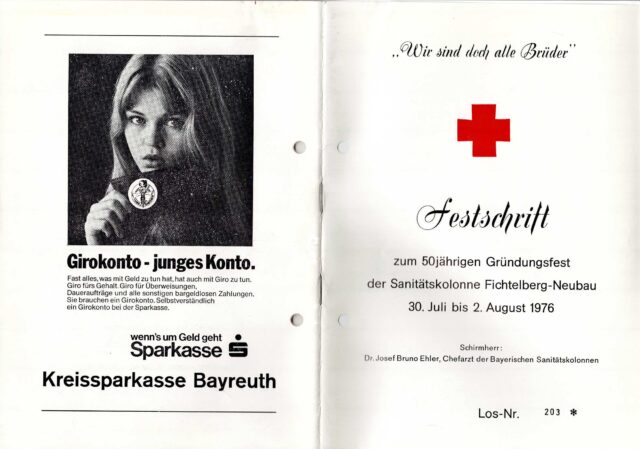 Girokonto - junges Konto.
Fast alles, was mit Geld zu tun hat, hat auch mit Giro zu tun.
Giro fürs Gehalt. Giro für Überweisungen,
Daueraufträge und alle sonstigen bargeldlosen Zahlungen.
Sie brauchen ein Girokonto. Selbstverständlich
ein Girokonto bei der Sparkasse.
wenn's um Geld geht
Sparkasse
Kreissparkasse Bayreuth
„Wir sind doch alle Brüder"
Festschrift
zum 50jährigen Gründungsfest
der Sanitätskolonne Fichtelberg-Neubau
30. Juli bis 2. August 1976
Schirmherr:
Dr. Josef Bruno Ehler, Chefarzt der Bayerischen Sanitätskolonnen
Los-Nr. 203 *